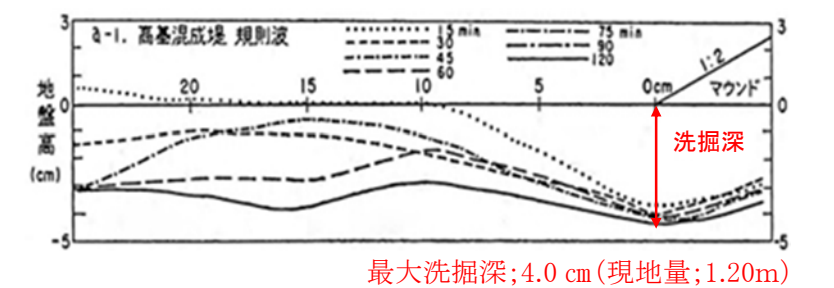 3
a-1. 高基混成堤 規則波
15 min
30
45
60
75 min
90
120
3
1:2
地盤高(cm)
20
15
10
5
0cm
マウンド
0
0
洗掘深
-5
-5
最大洗掘深;4.0 ㎝(現地量;1.20m)